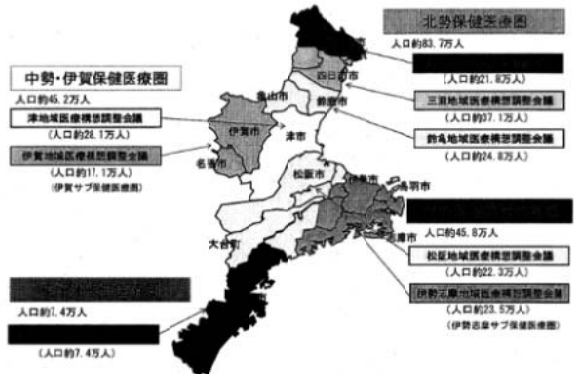 北勢保健医療圏
人口約83.7万人
(人口約21.8万人)
三泗地域医療構想調整会議
(人口約37.1万人)
鈴亀地域医療構想調整会議
(人口約24.8万人)
中勢・伊賀保健医療圏
人口約45.2万人
津地域医療構想調整会議
(人口約28.1万人)
伊賀地域医療構想調整会議
(人口約17.1万人)
(伊賀サブ保健医療圏)
四日市市
亀山市
鈴鹿市
伊賀市
津市
名張市
松阪市
伊勢市
鳥羽市
志摩市
大台町
人口約45.8万人
松阪地域医療構想調整会議
(人口約22.3万人)
伊勢志摩地域医療構想調整会議
(人口約23.5万人)
(伊勢志摩サブ保健医療圏)
人口約7.4万人
(人口約7.4万人)